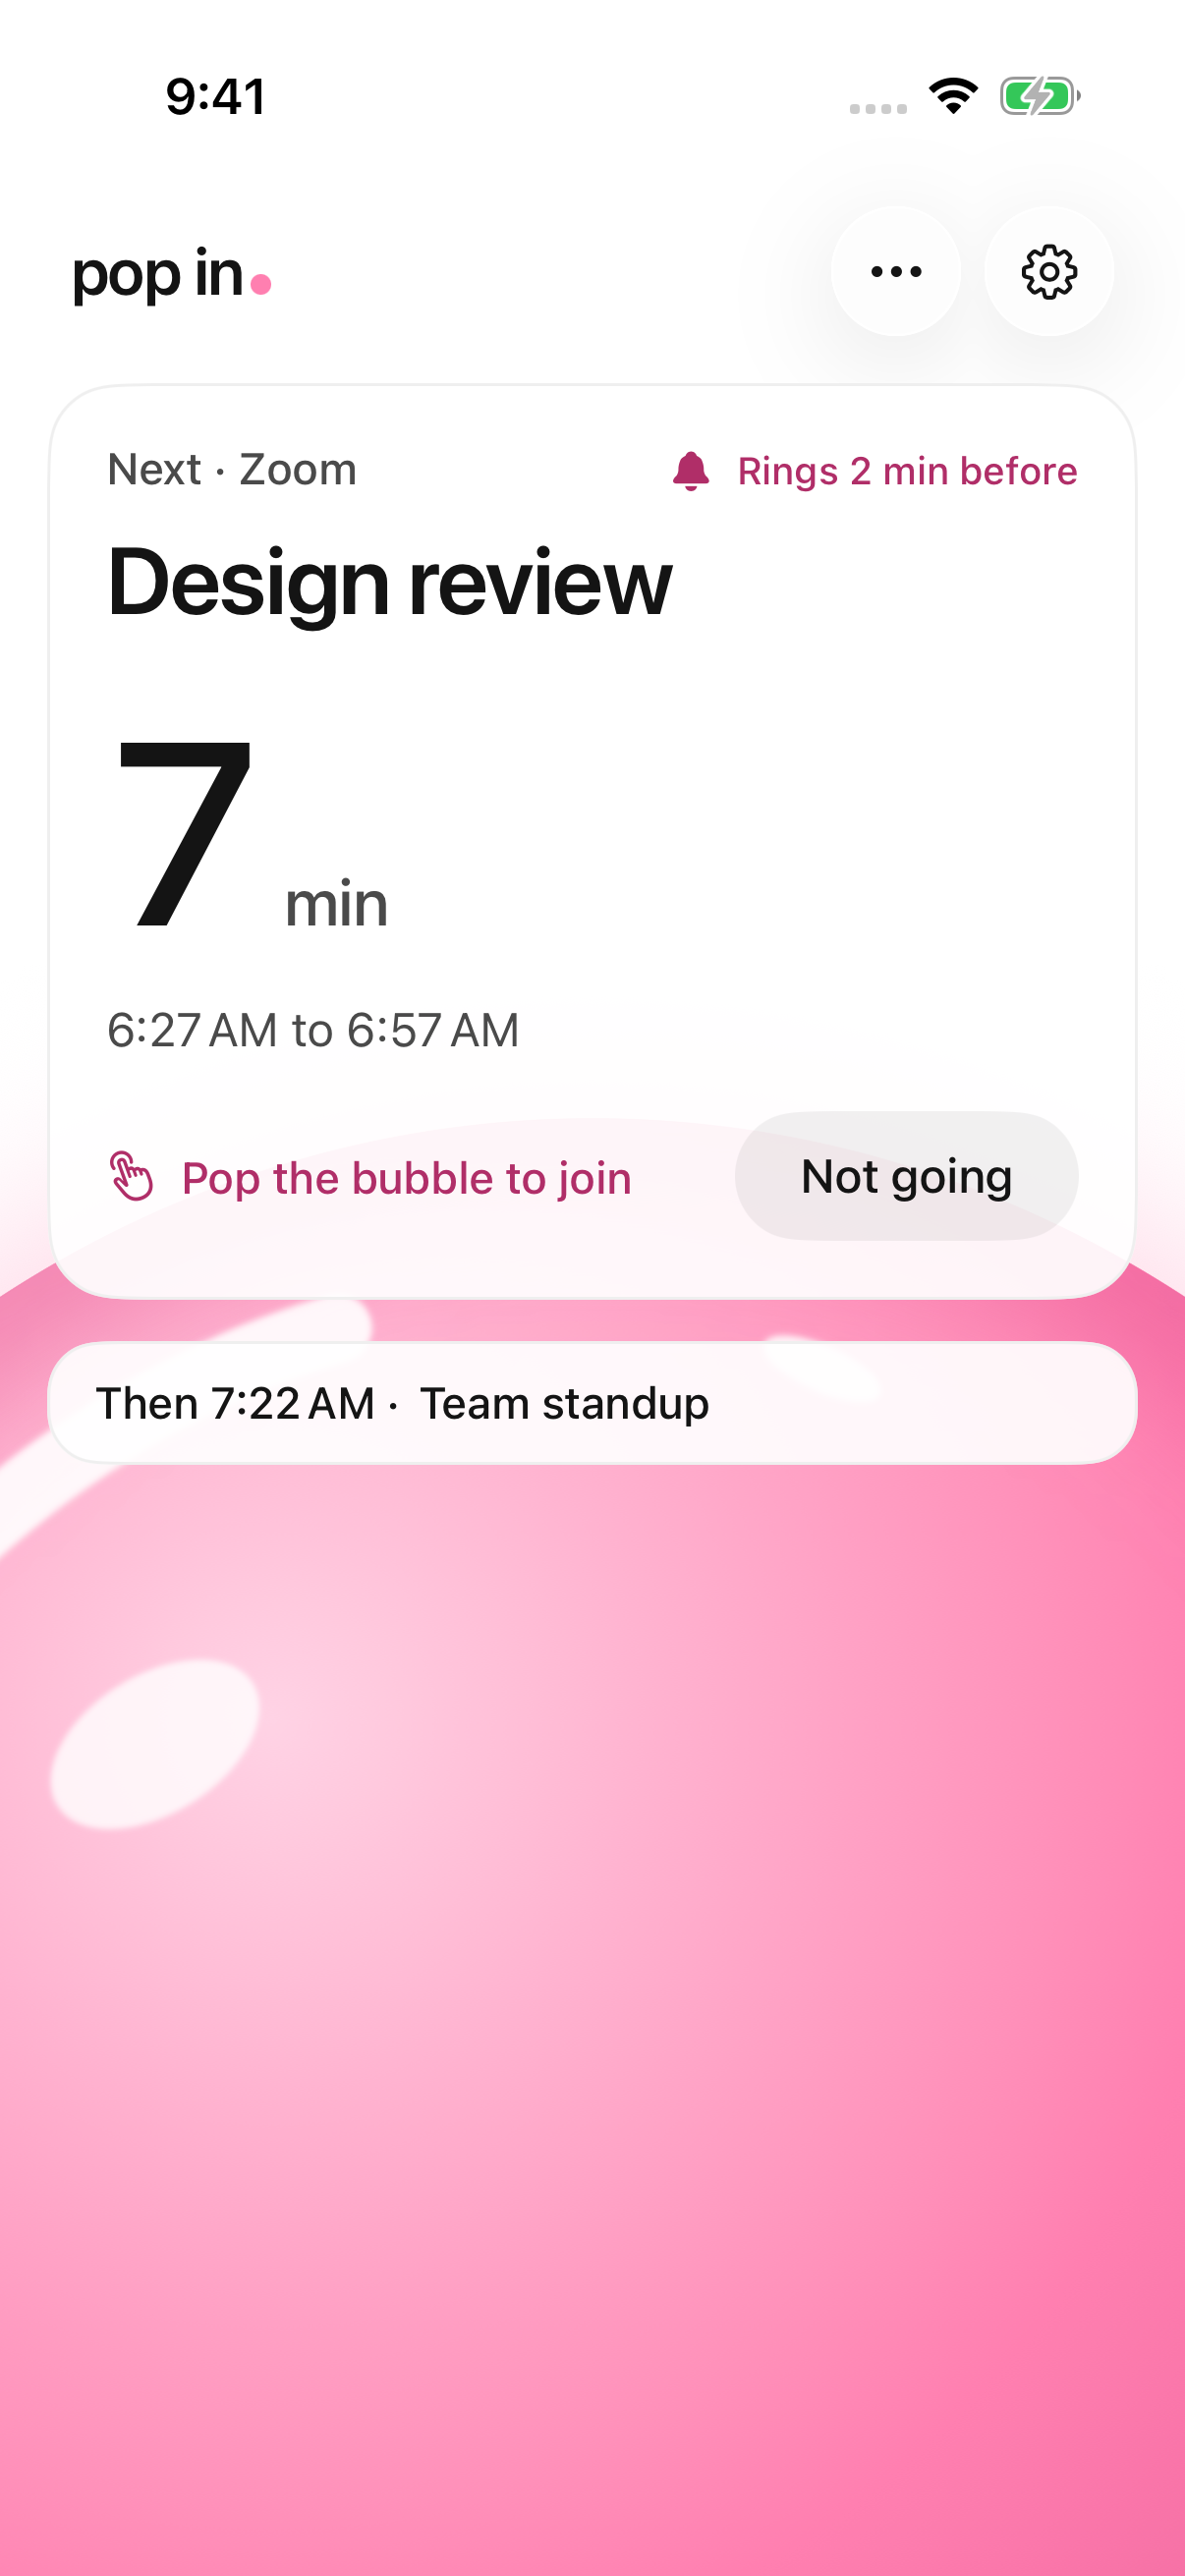 9:41
pop in
Next · Zoom
Rings 2 min before
Design review
7 min
6:27 AM to 6:57 AM
Pop the bubble to join
Not going
Then 7:22 AM · Team standup